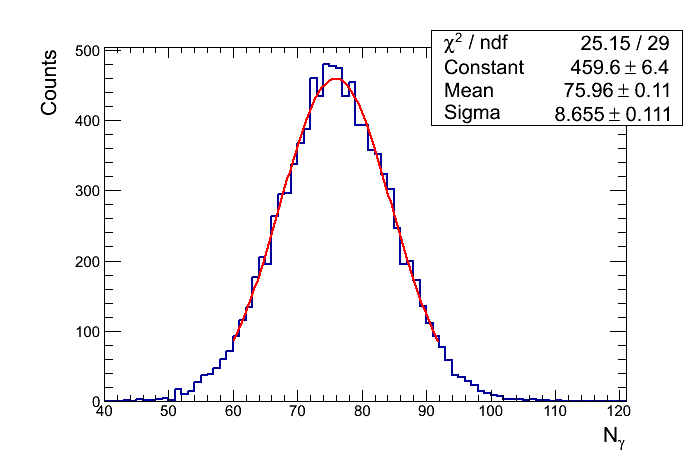 χ² / ndf 25.15 / 29
Constant 459.6 ± 6.4
Mean 75.96 ± 0.11
Sigma 8.655 ± 0.111
Counts
500
400
300
200
100
0
40 50 60 70 80 90 100 110 120
Nγ